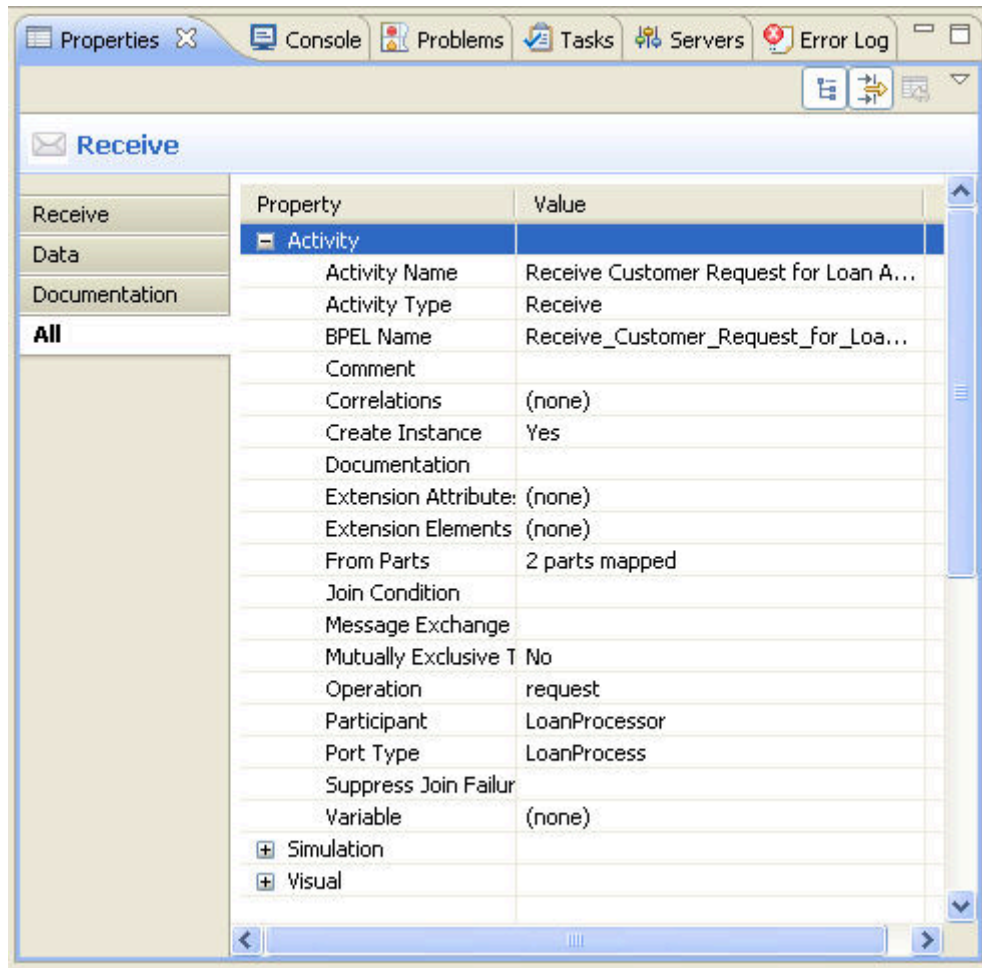 Properties Console Problems Tasks Servers Error Log
Receive
Receive
Data
Documentation
All
Property Value
Activity
Activity Name Receive Customer Request for Loan A...
Activity Type Receive
BPEL Name Receive_Customer_Request_for_Loa...
Comment
Correlations (none)
Create Instance Yes
Documentation
Extension Attribute: (none)
Extension Elements (none)
From Parts 2 parts mapped
Join Condition
Message Exchange
Mutually Exclusive T No
Operation request
Participant LoanProcessor
Port Type LoanProcess
Suppress Join Failur
Variable (none)
Simulation
Visual